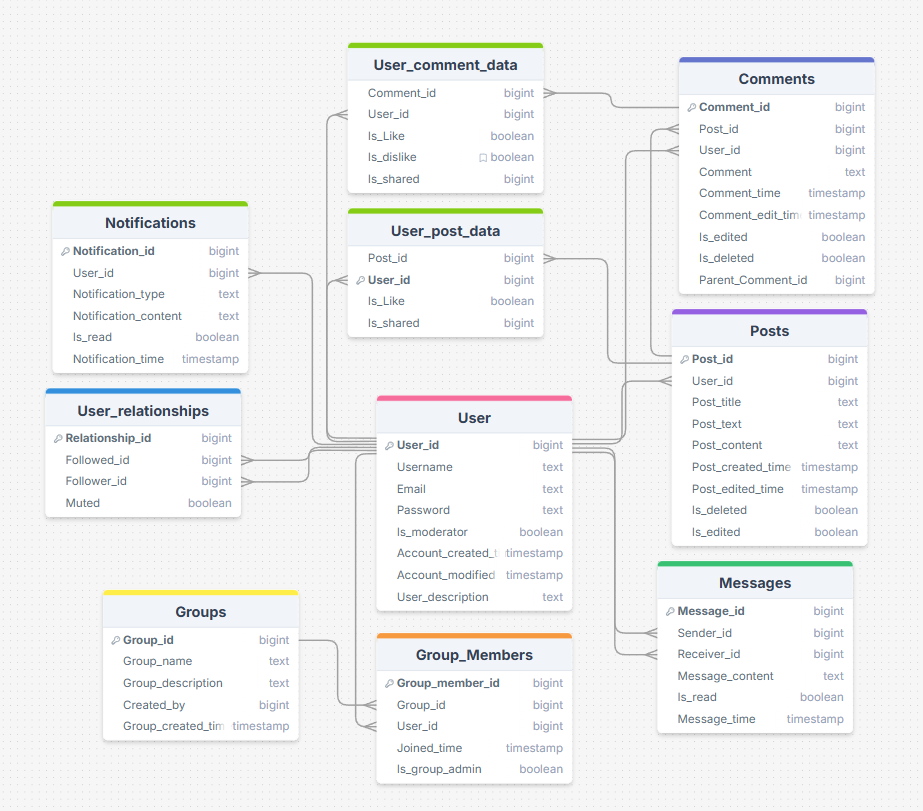 User_comment_data
Comment_id bigint
User_id bigint
Is_Like boolean
Is_dislike boolean
Is_shared bigint
Comments
Comment_id bigint
Post_id bigint
User_id bigint
Comment text
Comment_time timestamp
Comment_edit_tim timestamp
Is_edited boolean
Is_deleted boolean
Parent_Comment_id bigint
Notifications
Notification_id bigint
User_id bigint
Notification_type text
Notification_content text
Is_read boolean
Notification_time timestamp
User_post_data
Post_id bigint
User_id bigint
Is_Like boolean
Is_shared bigint
Posts
Post_id bigint
User_id bigint
Post_title text
Post_text text
Post_content text
Post_created_time timestamp
Post_edited_time timestamp
Is_deleted boolean
Is_edited boolean
User_relationships
Relationship_id bigint
Followed_id bigint
Follower_id bigint
Muted boolean
User
User_id bigint
Username text
Email text
Password text
Is_moderator boolean
Account_created_t timestamp
Account_modified timestamp
User_description text
Messages
Message_id bigint
Sender_id bigint
Receiver_id bigint
Message_content text
Is_read boolean
Message_time timestamp
Groups
Group_id bigint
Group_name text
Group_description text
Created_by bigint
Group_created_tim timestamp
Group_Members
Group_member_id bigint
Group_id bigint
User_id bigint
Joined_time timestamp
Is_group_admin boolean